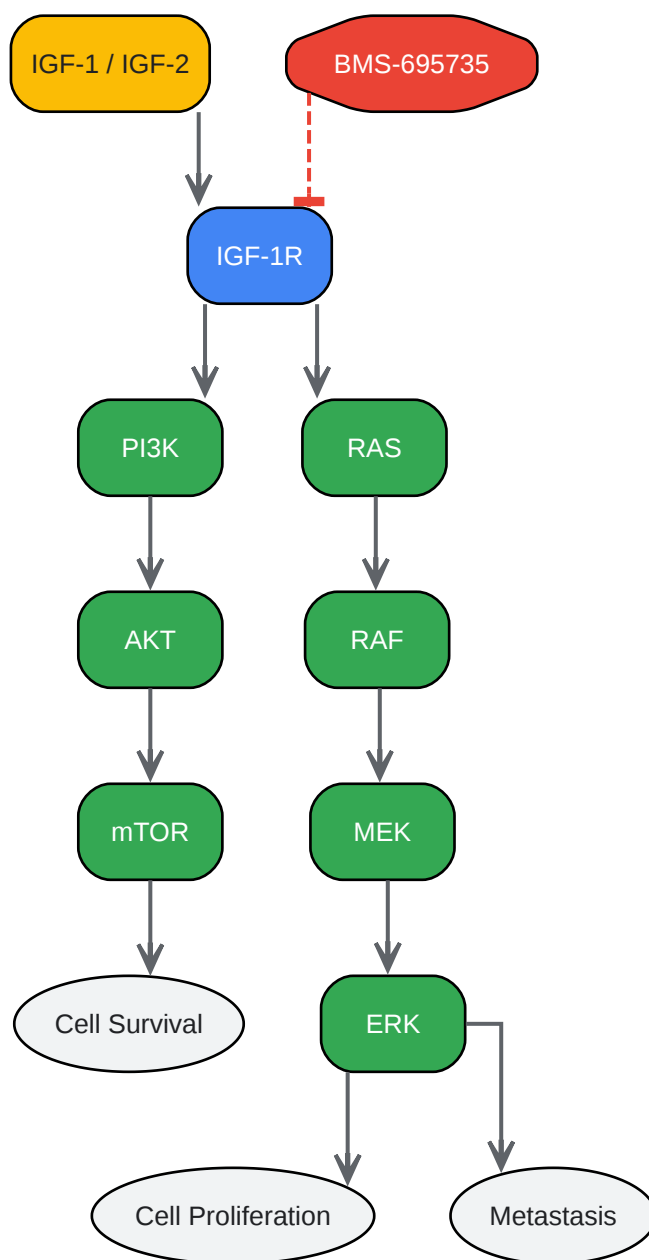 IGF-1 / IGF-2
BMS-695735
IGF-1R
PI3K
RAS
AKT
RAF
mTOR
MEK
Cell Survival
ERK
Cell Proliferation
Metastasis